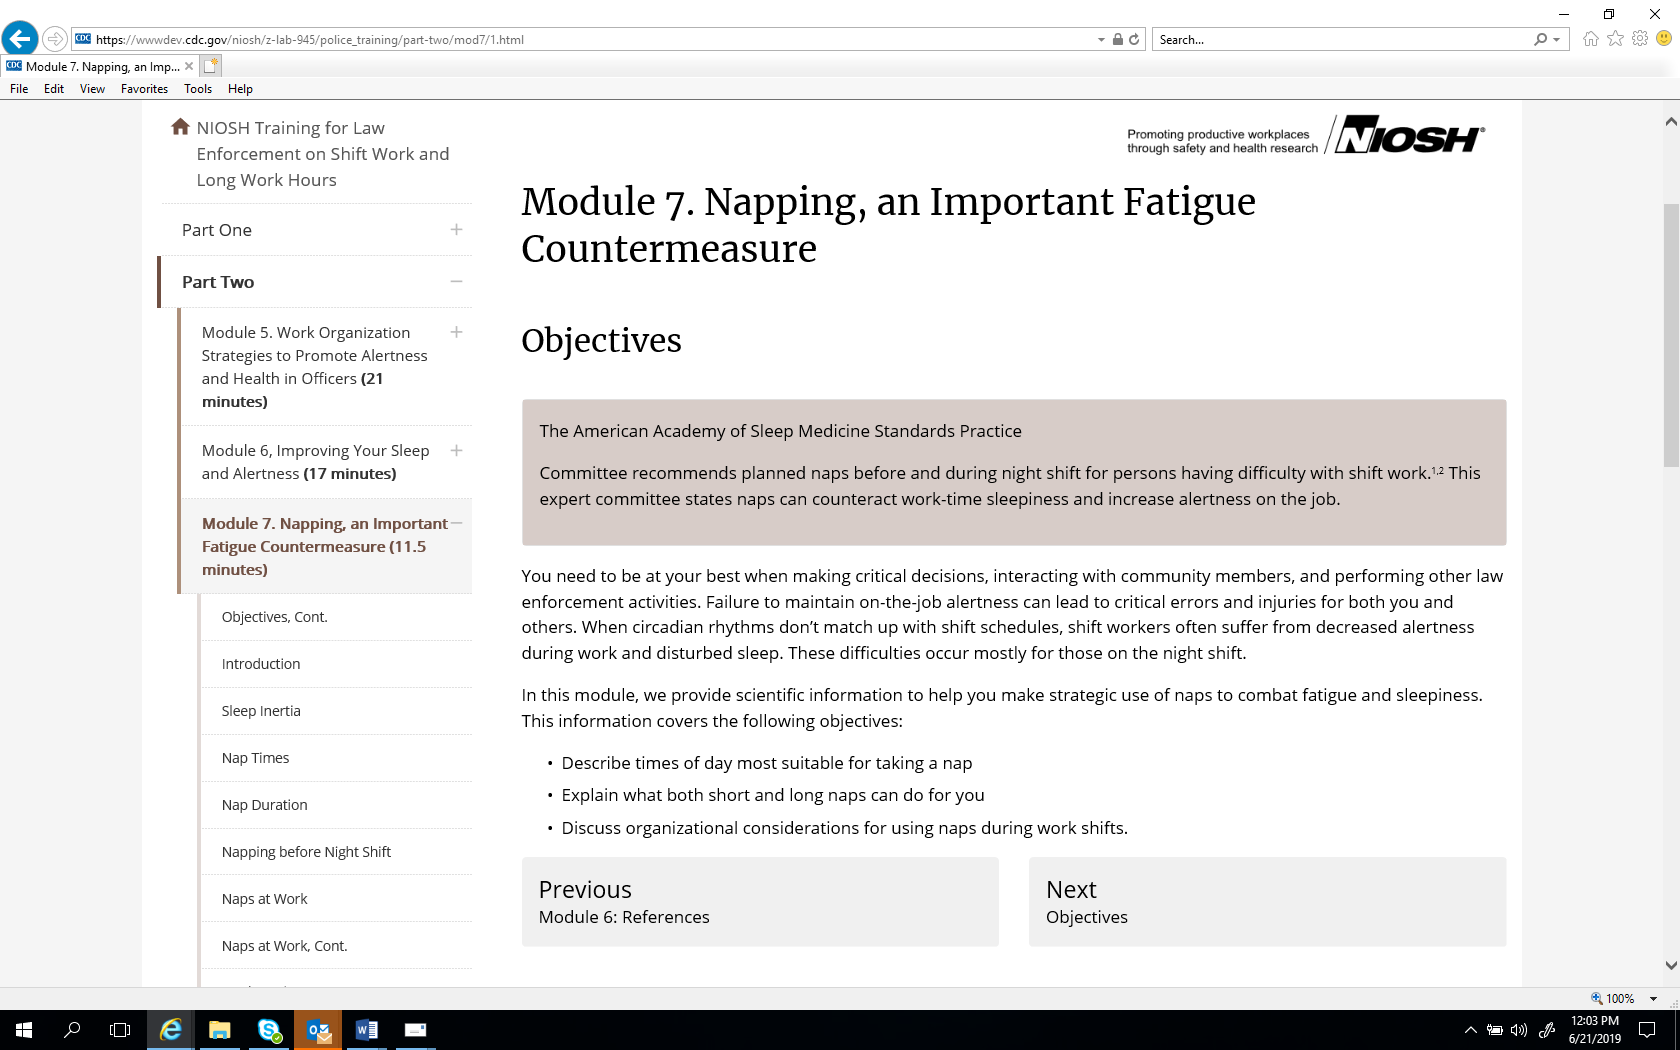 https://wwwdev.cdc.gov/niosh/z-lab-945/police_training/part-two/mod7/1.html
Search...
CDC Module 7. Napping, an Imp...
File Edit View Favorites Tools Help
NIOSH Training for Law
Enforcement on Shift Work and
Long Work Hours
Part One
Part Two
Module 5. Work Organization
Strategies to Promote Alertness
and Health in Officers (21
minutes)
Module 6, Improving Your Sleep
and Alertness (17 minutes)
Module 7. Napping, an Important
Fatigue Countermeasure (11.5
minutes)
Objectives, Cont.
Introduction
Sleep Inertia
Nap Times
Nap Duration
Napping before Night Shift
Naps at Work
Naps at Work, Cont.
Promoting productive workplaces
through safety and health research
NIOSH®
Module 7. Napping, an Important Fatigue
Countermeasure
Objectives
The American Academy of Sleep Medicine Standards Practice
Committee recommends planned naps before and during night shift for persons having difficulty with shift work.1,2 This
expert committee states naps can counteract work-time sleepiness and increase alertness on the job.
You need to be at your best when making critical decisions, interacting with community members, and performing other law
enforcement activities. Failure to maintain on-the-job alertness can lead to critical errors and injuries for both you and
others. When circadian rhythms don’t match up with shift schedules, shift workers often suffer from decreased alertness
during work and disturbed sleep. These difficulties occur mostly for those on the night shift.
In this module, we provide scientific information to help you make strategic use of naps to combat fatigue and sleepiness.
This information covers the following objectives:
• Describe times of day most suitable for taking a nap
• Explain what both short and long naps can do for you
• Discuss organizational considerations for using naps during work shifts.
Previous
Module 6: References
Next
Objectives
100%
12:03 PM
6/21/2019